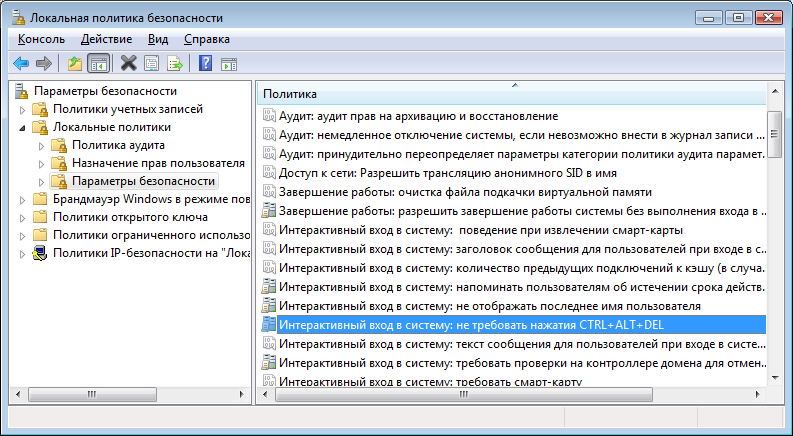 Локальная политика безопасности
Консоль Действие Вид Справка
Параметры безопасности
Политики учетных записей
Локальные политики
Политика аудита
Назначение прав пользователя
Параметры безопасности
Брандмауэр Windows в режиме пов
Политики открытого ключа
Политики ограниченного использо
Политики IP-безопасности на "Лока
Политика
Аудит: аудит прав на архивацию и восстановление
Аудит: немедленное отключение системы, если невозможно внести в журнал записи ...
Аудит: принудительно переопределяет параметры категории политики аудита парамет...
Доступ к сети: Разрешить трансляцию анонимного SID в имя
Завершение работы: очистка файла подкачки виртуальной памяти
Завершение работы: разрешить завершение работы системы без выполнения входа в ...
Интерактивный вход в систему: поведение при извлечении смарт-карты
Интерактивный вход в систему: заголовок сообщения для пользователей при входе в с...
Интерактивный вход в систему: количество предыдущих подключений к кэшу (в случа...
Интерактивный вход в систему: напоминать пользователям об истечении срока действ...
Интерактивный вход в систему: не отображать последнее имя пользователя
Интерактивный вход в систему: не требовать нажатия CTRL+ALT+DEL
Интерактивный вход в систему: текст сообщения для пользователей при входе в систе...
Интерактивный вход в систему: требовать проверки на контроллере домена для отмен...
Интерактивный вход в систему: требовать смарт-карту